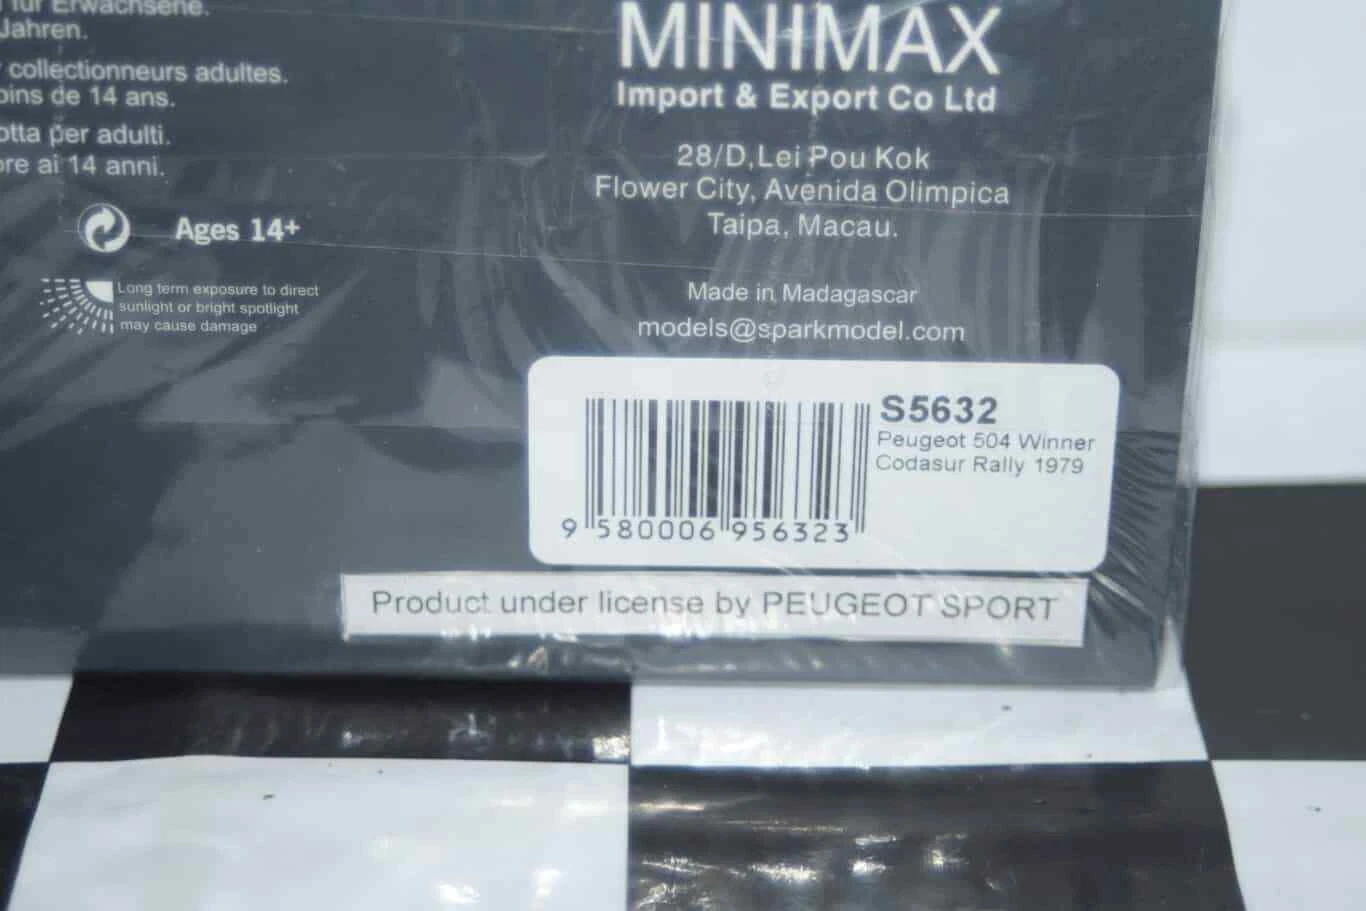 für Erwachsene.
Jahren.
collectionneurs adultes.
de 14 ans.
per adulti.
ai 14 anni.
Ages 14+
Long term exposure to direct
sunlight or bright spotlight
may cause damage
MINIMAX
Import & Export Co Ltd
28/D,Lei Pou Kok
Flower City, Avenida Olimpica
Taipa, Macau.
Made in Madagascar
models@sparkmodel.com
S5632
Peugeot 504 Winner
Codasur Rally 1979
9 580006 956323
Product under license by PEUGEOT SPORT